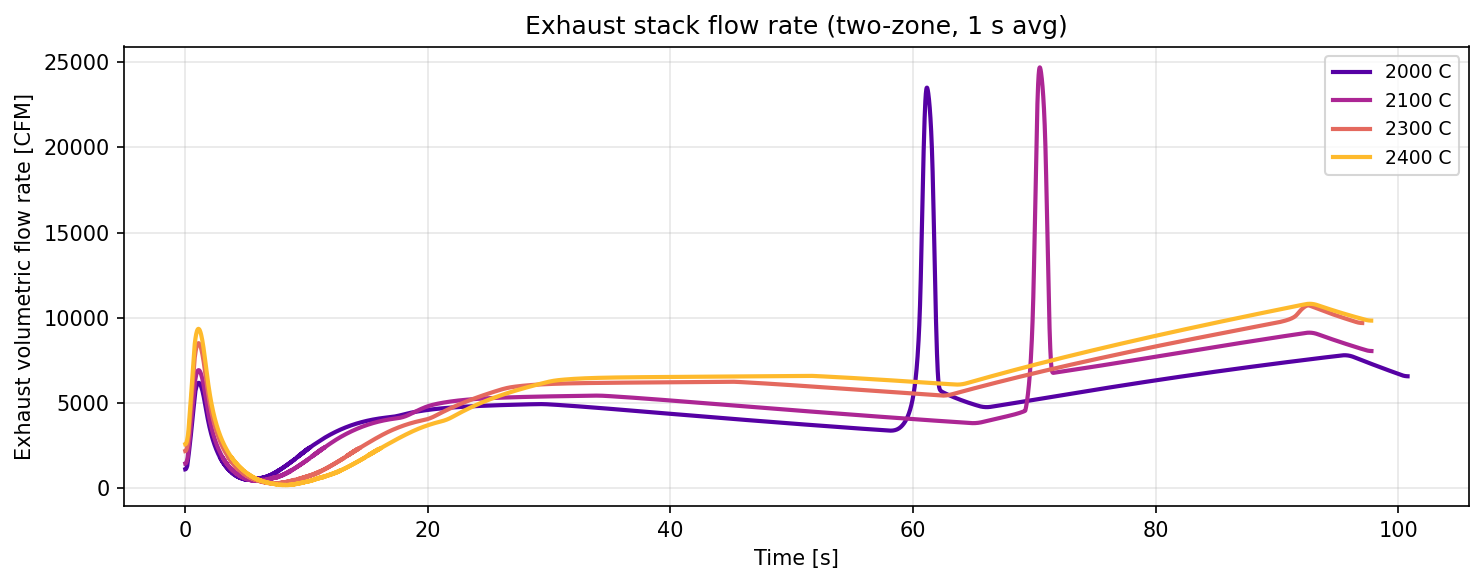 Exhaust stack flow rate (two-zone, 1 s avg)
Exhaust volumetric flow rate [CFM]
25000
20000
15000
10000
5000
0
2000 C
2100 C
2300 C
2400 C
0 20 40 60 80 100
Time [s]